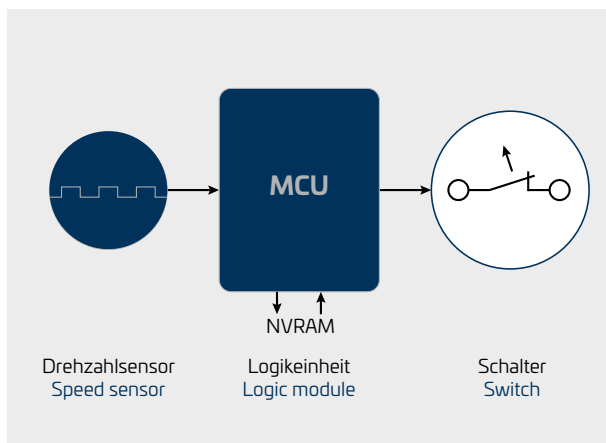 MCU
NVRAM
Drehzahlsensor
Speed sensor
Logikeinheit
Logic module
Schalter
Switch